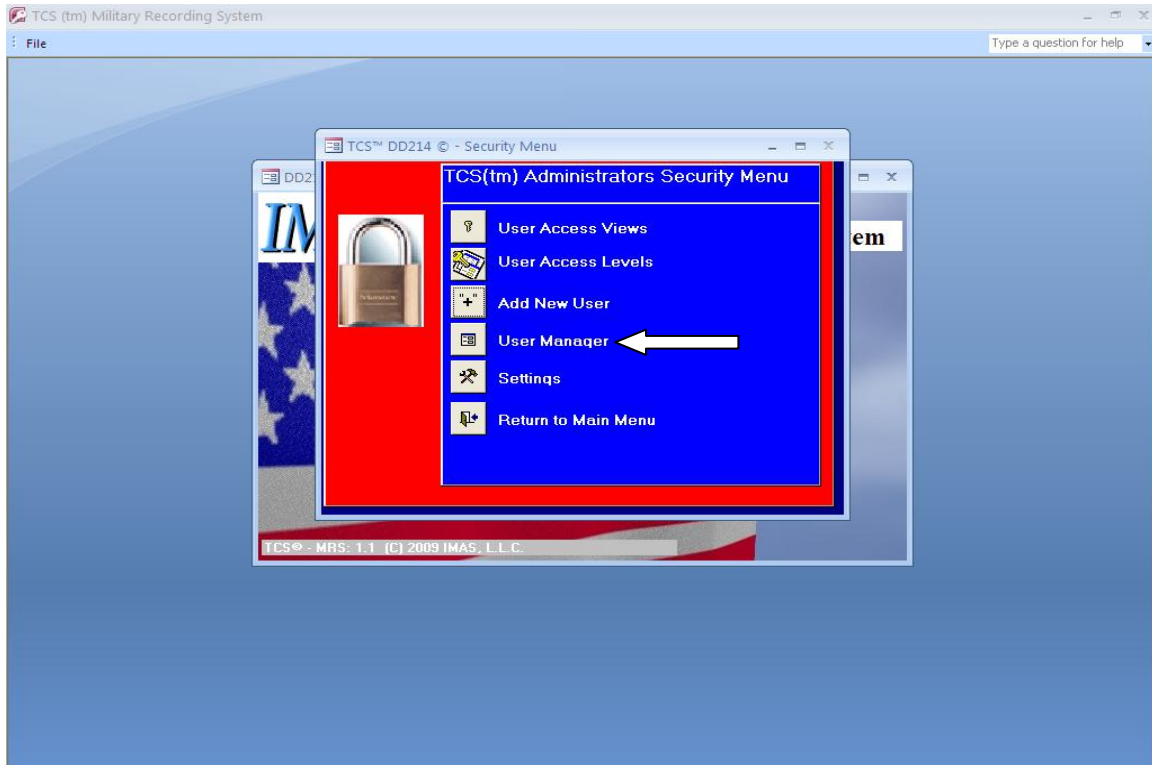 TCS (tm) Military Recording System
File
Type a question for help
TCS™ DD214 © - Security Menu
DD2
TCS(tm) Administrators Security Menu
IM
em
User Access Views
User Access Levels
"+"
Add New User
User Manager
Settings
Return to Main Menu
TCS© - MRS: 1.1 (C) 2009 IMAS, L.L.C.